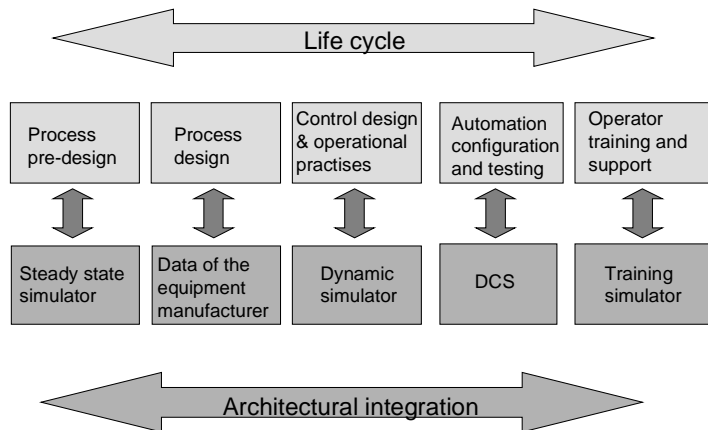 Life cycle
Process
pre-design
Process
design
Control design
& operational
practises
Automation
configuration
and testing
Operator
training and
support
Steady state
simulator
Data of the
equipment
manufacturer
Dynamic
simulator
DCS
Training
simulator
Architectural integration